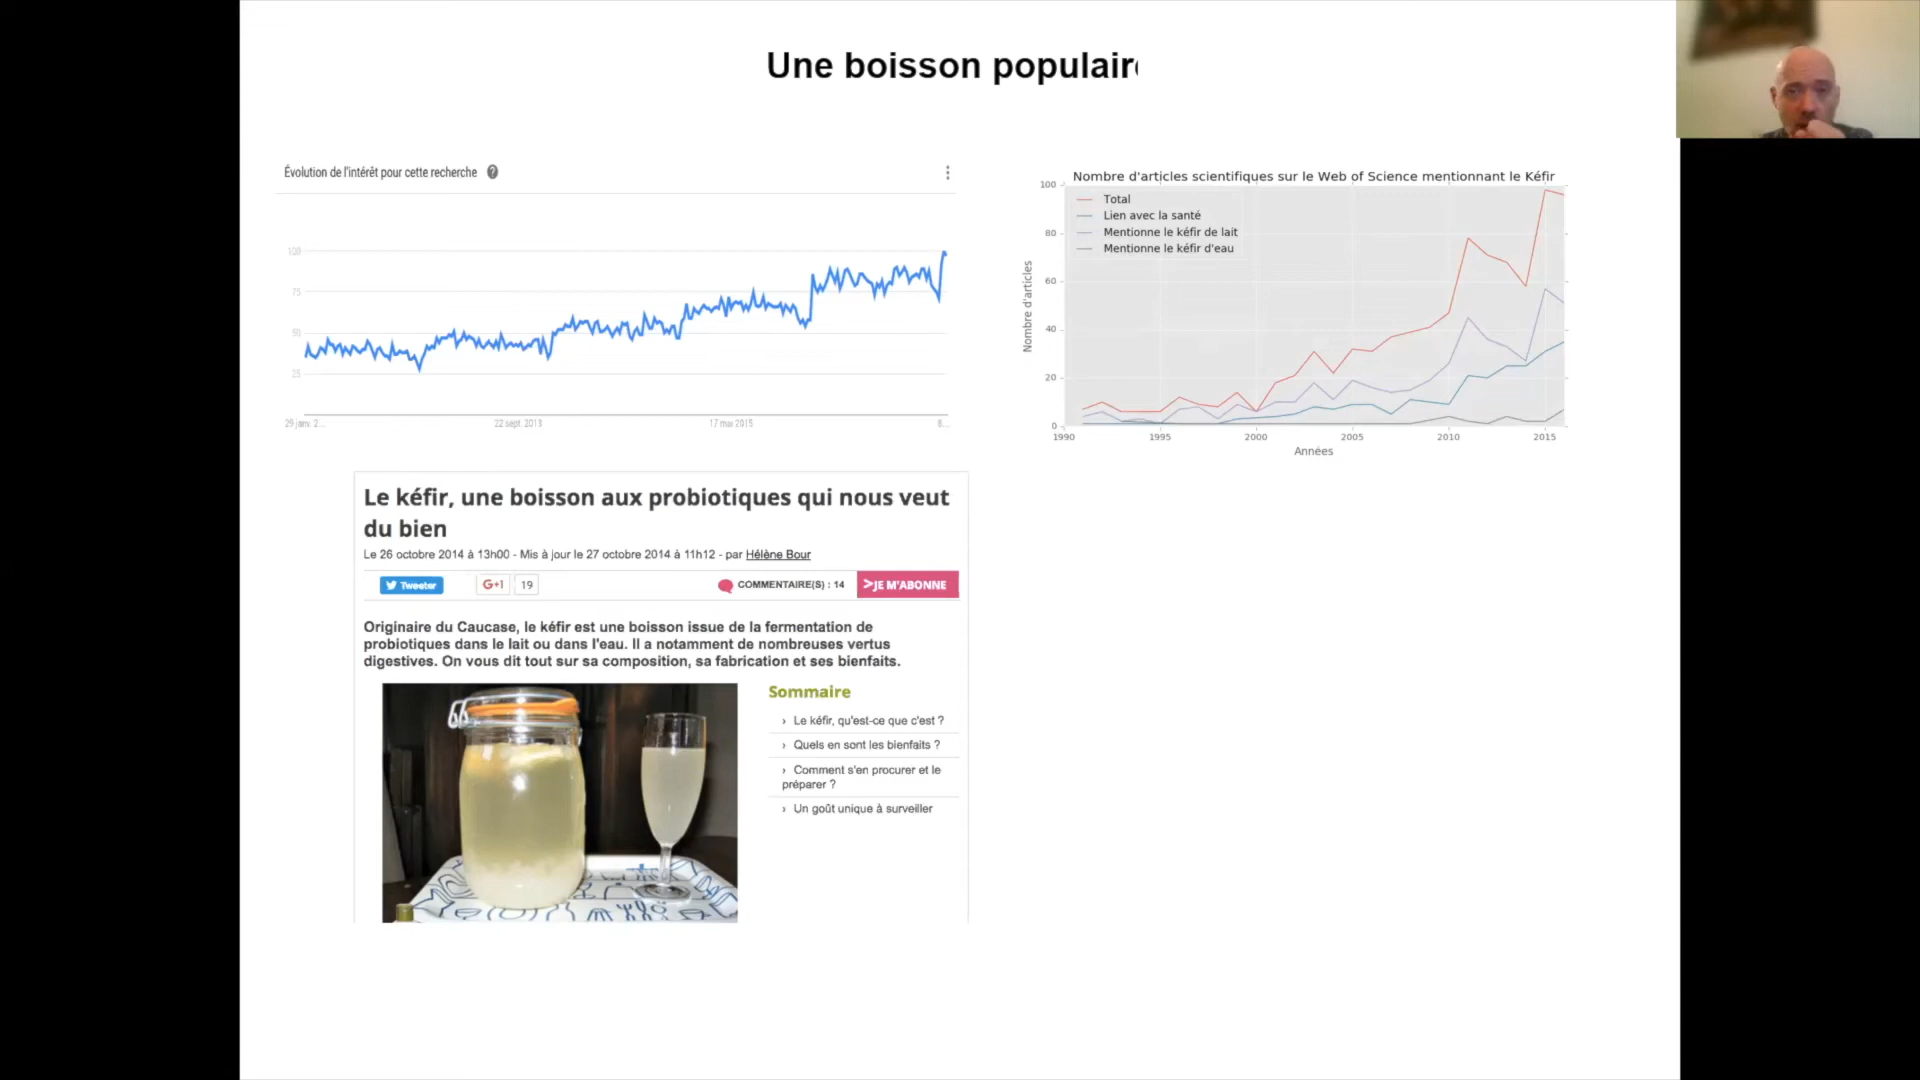 Une boisson populaire
Évolution de l'intérêt pour cette recherche ?
100
75
50
25
29 janv. 2...
22 sept. 2013
17 mai 2015
8...
Nombre d'articles scientifiques sur le Web of Science mentionnant le Kéfir
Total
Lien avec la santé
Mentionne le kéfir de lait
Mentionne le kéfir d'eau
Nombre d'articles
100
80
60
40
20
0
1990
1995
2000
2005
2010
2015
Années
Le kéfir, une boisson aux probiotiques qui nous veut
du bien
Le 26 octobre 2014 à 13h00 - Mis à jour le 27 octobre 2014 à 11h12 - par Hélène Bour
Tweeter G+1 19 COMMENTAIRE(S) : 14 >JE M'ABONNE
Originaire du Caucase, le kéfir est une boisson issue de la fermentation de
probiotiques dans le lait ou dans l'eau. Il a notamment de nombreuses vertus
digestives. On vous dit tout sur sa composition, sa fabrication et ses bienfaits.
Sommaire
› Le kéfir, qu'est-ce que c'est ?
› Quels en sont les bienfaits ?
› Comment s'en procurer et le
préparer ?
› Un goût unique à surveiller